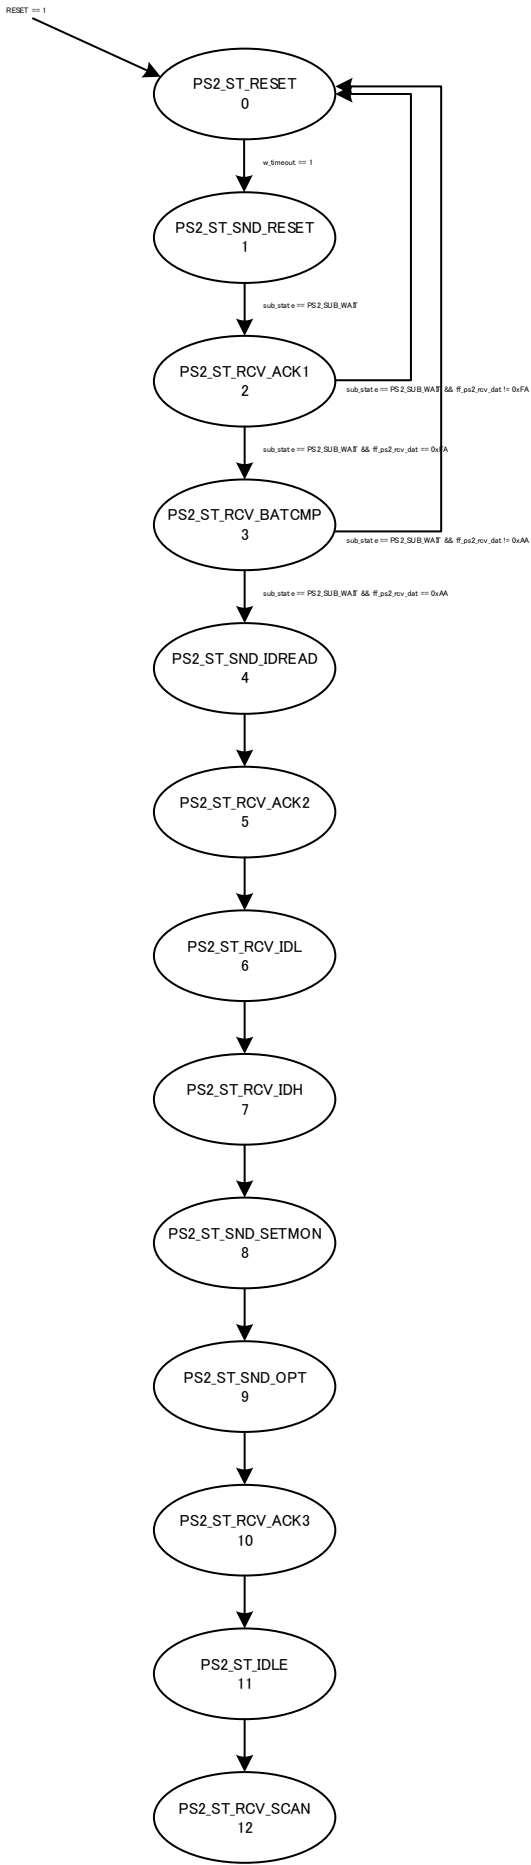 RESET == 1
PS2_ST_RESET
0
w_timeout == 1
PS2_ST_SND_RESET
1
sub_state == PS2_SUB_WAIT
PS2_ST_RCV_ACK1
2
sub_state == PS2_SUB_WAIT && ff_ps2_rcv_dat != 0xFA
sub_state == PS2_SUB_WAIT && ff_ps2_rcv_dat == 0xFA
PS2_ST_RCV_BATCMP
3
sub_state == PS2_SUB_WAIT && ff_ps2_rcv_dat != 0xAA
sub_state == PS2_SUB_WAIT && ff_ps2_rcv_dat == 0xAA
PS2_ST_SND_IDREAD
4
PS2_ST_RCV_ACK2
5
PS2_ST_RCV_IDL
6
PS2_ST_RCV_IDH
7
PS2_ST_SND_SETMON
8
PS2_ST_SND_OPT
9
PS2_ST_RCV_ACK3
10
PS2_ST_IDLE
11
PS2_ST_RCV_SCAN
12